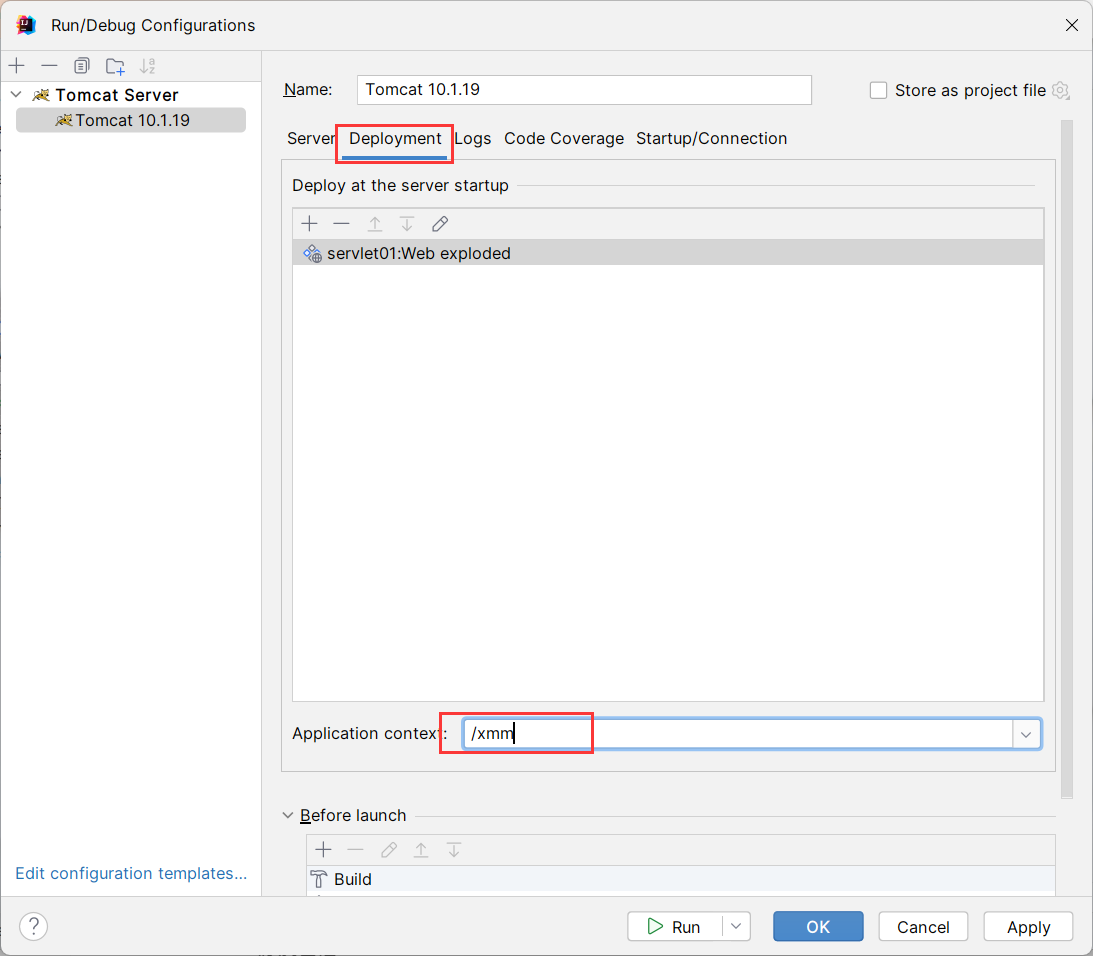 Run/Debug Configurations
Tomcat Server
Tomcat 10.1.19
Edit configuration templates...
Name: Tomcat 10.1.19 Store as project file
Server Deployment Logs Code Coverage Startup/Connection
Deploy at the server startup
servlet01:Web exploded
Application context: /xmm
Before launch
Build
? Run OK Cancel Apply